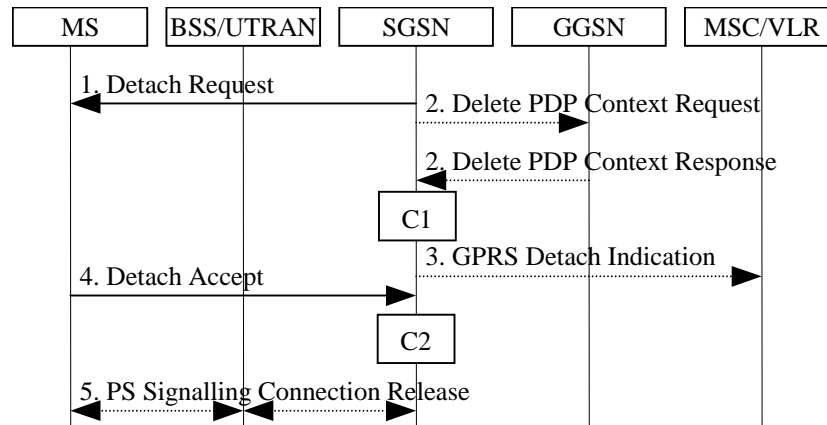 MS BSS/UTRAN SGSN GGSN MSC/VLR
1. Detach Request
2. Delete PDP Context Request
2. Delete PDP Context Response
C1
3. GPRS Detach Indication
4. Detach Accept
C2
5. PS Signalling Connection Release